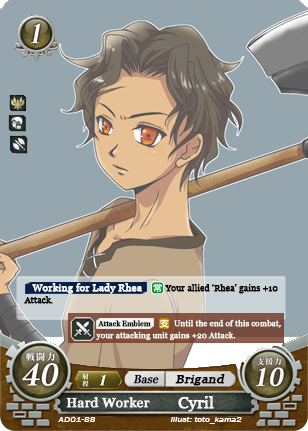 1
Working for Lady Rhea 常 Your allied 'Rhea' gains +10
Attack.
Attack Emblem 支 Until the end of this combat,
your attacking unit gains +20 Attack.
戦闘力
40
射程 1
Base
Brigand
支援力
10
Hard Worker Cyril
AD01-88
Illust: toto_kama2